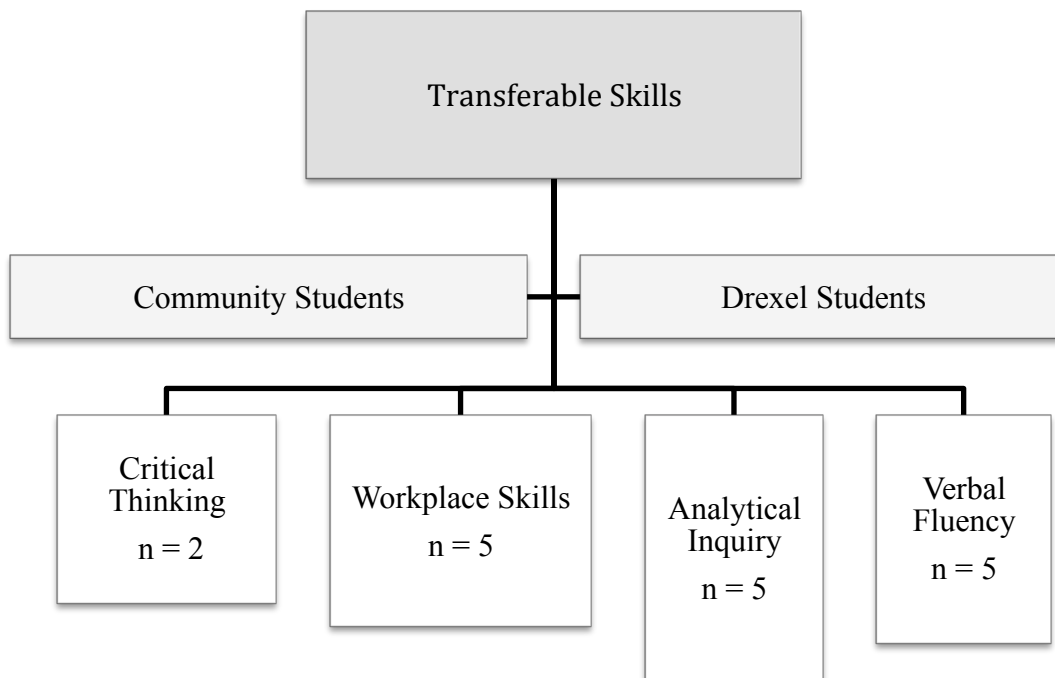 Transferable Skills
Community Students
Drexel Students
Critical
Thinking
n = 2
Workplace Skills
n = 5
Analytical
Inquiry
n = 5
Verbal
Fluency
n = 5